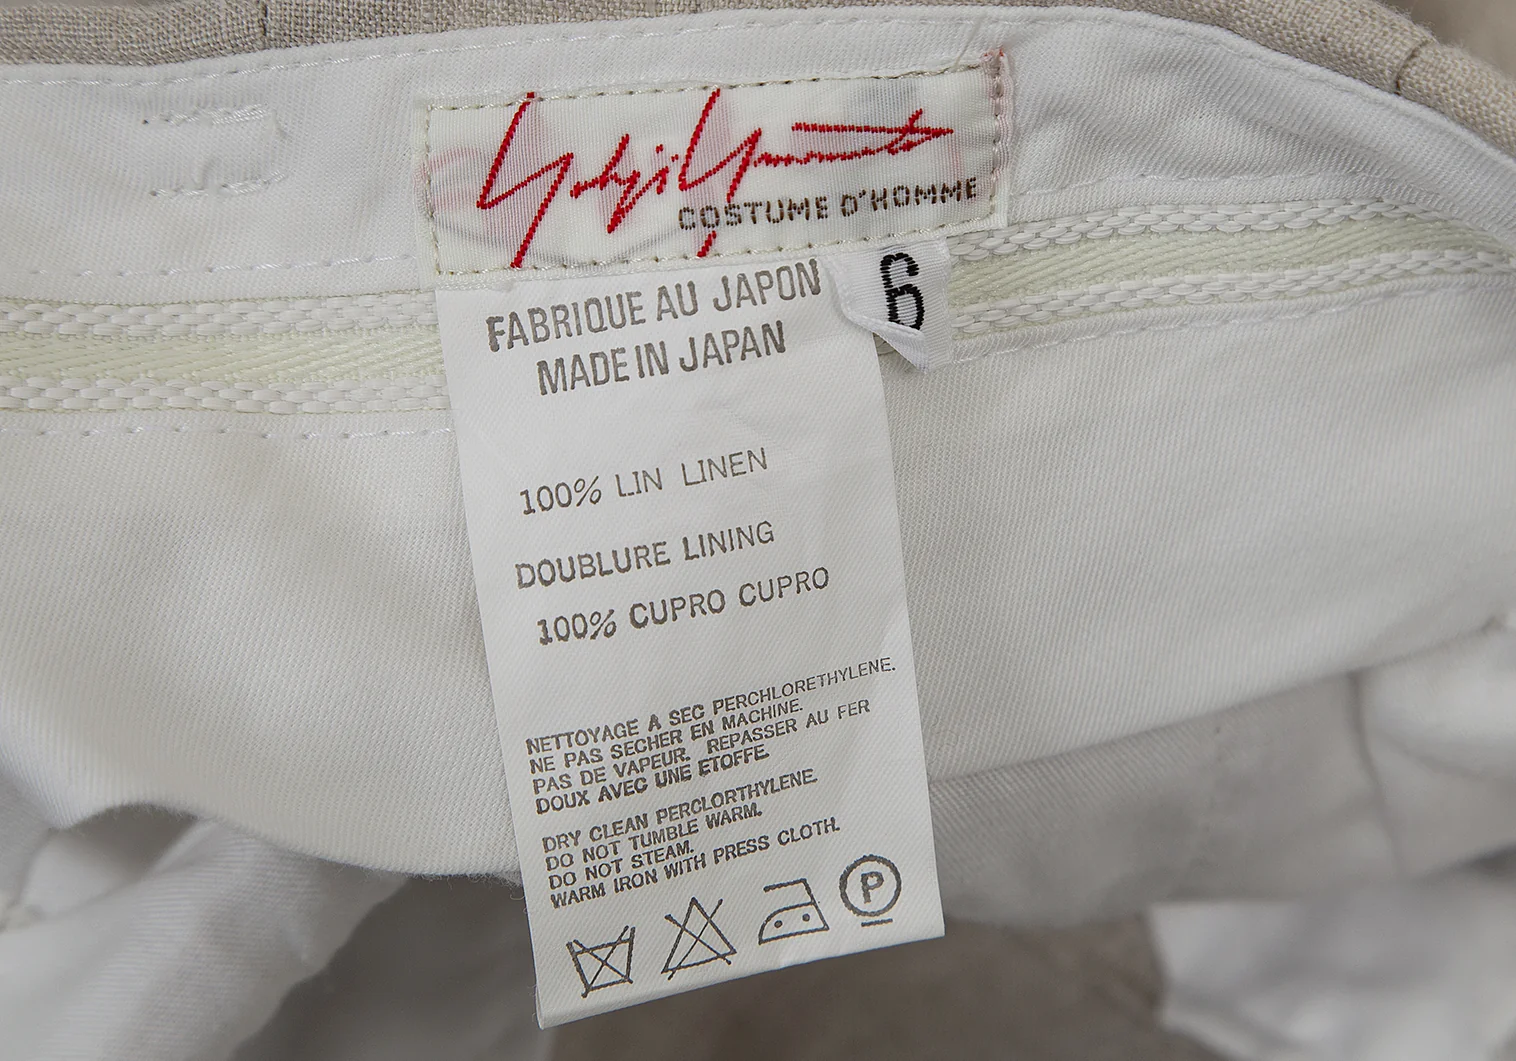 Yohji Yamamoto
COSTUME D'HOMME
6
FABRIQUE AU JAPON
MADE IN JAPAN
100% LIN LINEN
DOUBLURE LINING
100% CUPRO CUPRO
NETTOYAGE A SEC PERCHLORETHYLENE.
NE PAS SECHER EN MACHINE.
PAS DE VAPEUR. REPASSER AU FER
DOUX AVEC UNE ETOFFE.
DRY CLEAN PERCLORTHYLENE.
DO NOT TUMBLE WARM.
DO NOT STEAM.
WARM IRON WITH PRESS CLOTH.
P